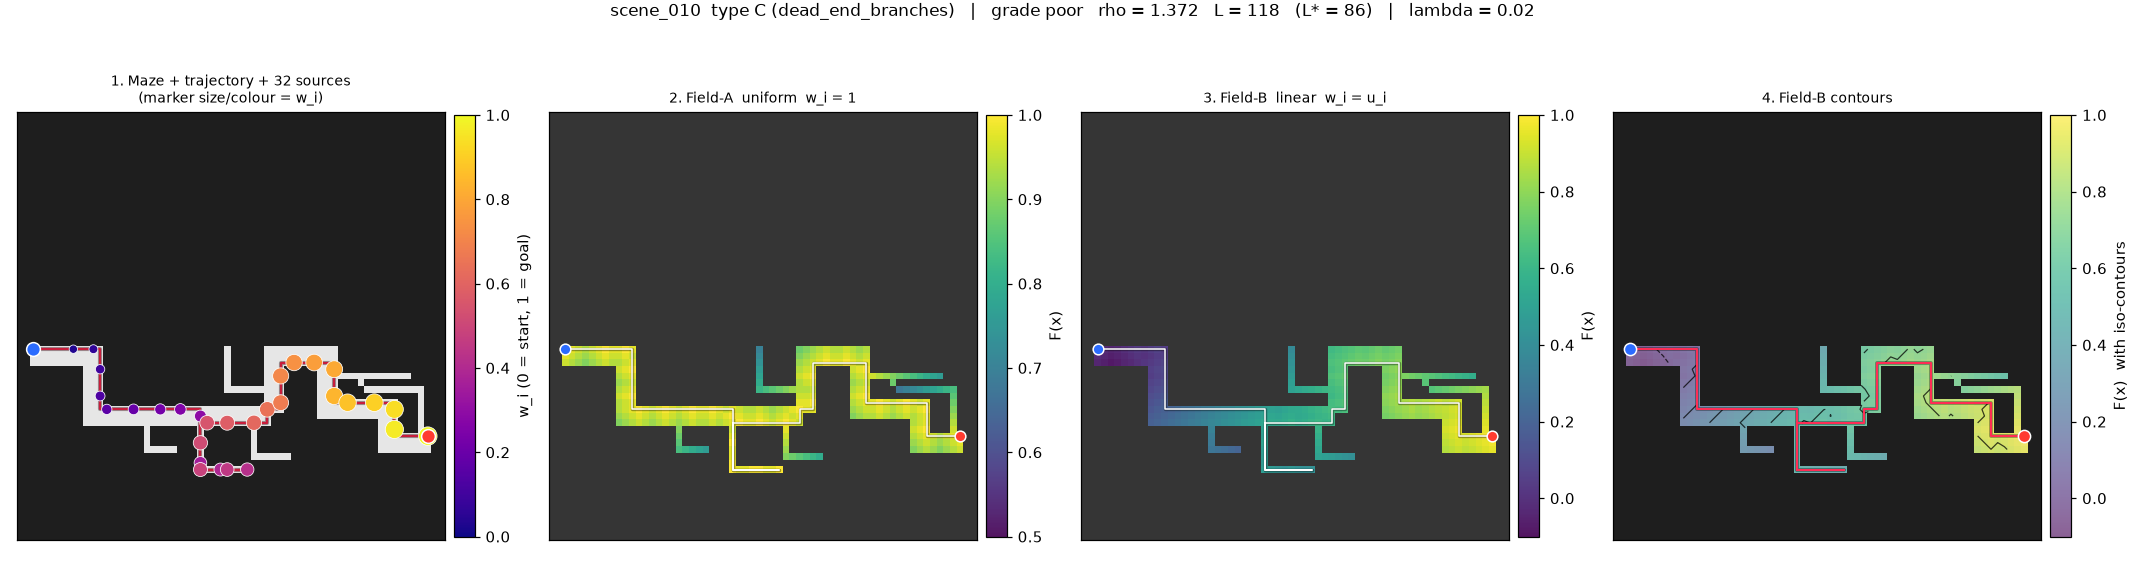 scene_010  type C (dead_end_branches)   |   grade poor   rho = 1.372   L = 118   (L* = 86)   |   lambda = 0.02
1. Maze + trajectory + 32 sources
(marker size/colour = w_i)
1.0
0.8
0.6
0.4
0.2
0.0
w_i (0 = start, 1 = goal)
2. Field-A  uniform  w_i = 1
1.0
0.9
0.8
0.7
0.6
0.5
F(x)
3. Field-B  linear  w_i = u_i
1.0
0.8
0.6
0.4
0.2
0.0
F(x)
4. Field-B contours
1.0
0.8
0.6
0.4
0.2
0.0
F(x)   with iso-contours